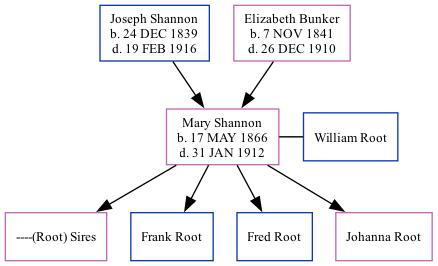 Joseph Shannon
b. 24 DEC 1839
d. 19 FEB 1916
Elizabeth Bunker
b. 7 NOV 1841
d. 26 DEC 1910
Mary Shannon
b. 17 MAY 1866
d. 31 JAN 1912
William Root
----(Root) Sires
Frank Root
Fred Root
Johanna Root